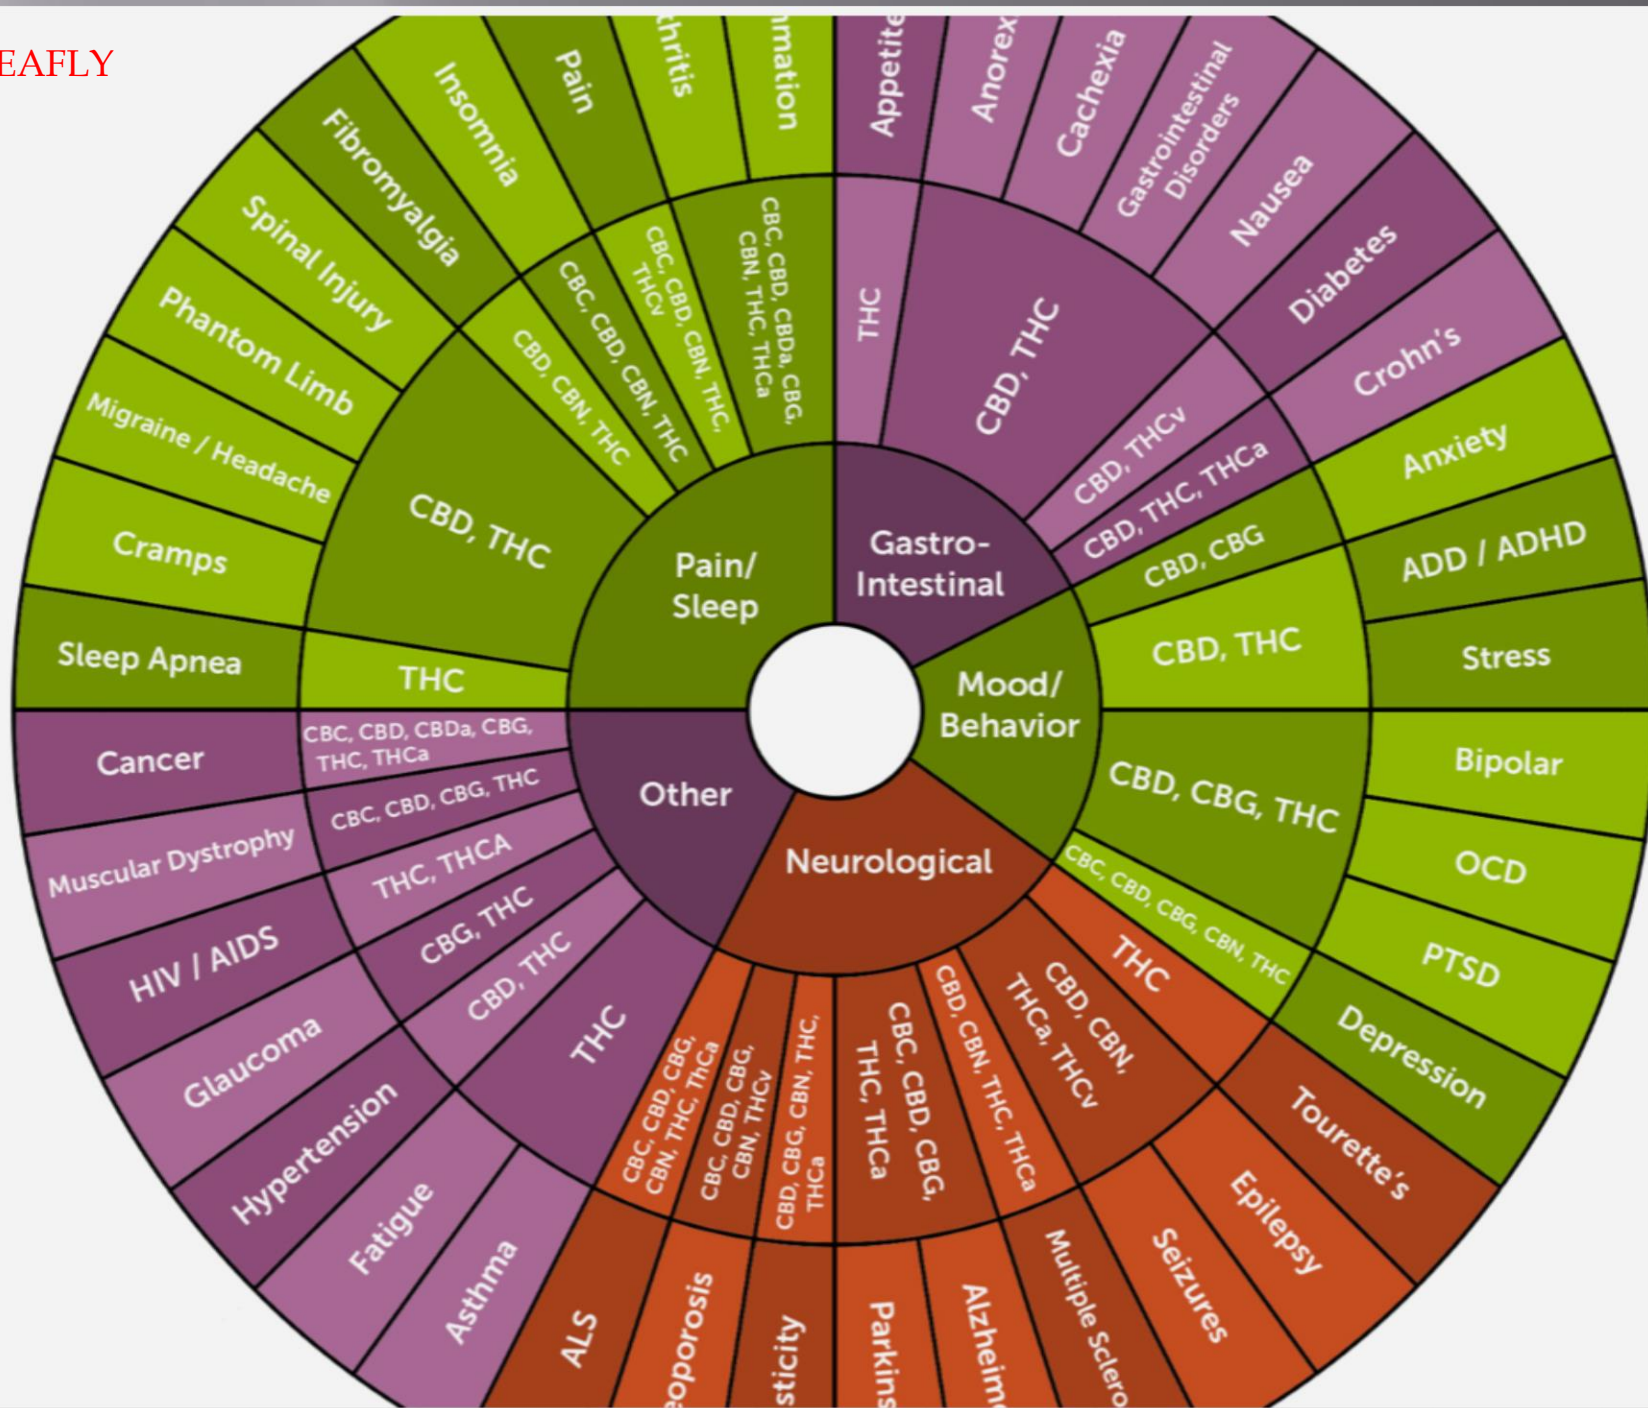 EAFLY
Appetite
Anorex
Cachexia
Gastrointestinal
Disorders
Nausea
Diabetes
Crohn's
THC
CBD, THC
CBD, THCv
CBD, THC, THCa
Gastro-
Intestinal
Anxiety
ADD / ADHD
Stress
Bipolar
OCD
PTSD
Depression
CBD, CBG
CBD, THC
CBD, CBG, THC
CBC, CBD, CBG, CBN, THC
Mood/
Behavior
Tourette's
Epilepsy
Seizures
Multiple Sclero
Alzheim
Parkins
sticity
eoporosis
ALS
THC
CBD, CBN,
THCa, THCv
CBD, CBN, THC, THCa
CBC, CBD, CBG,
THC, THCa
CBD, CBG, CBN, THC,
THCa
CBC, CBD, CBG,
CBN, THCv
CBC, CBD, CBG,
CBN, THC, ThCa
Neurological
Asthma
Fatigue
Hypertension
Glaucoma
HIV / AIDS
Muscular Dystrophy
Cancer
THC
CBD, THC
CBG, THC
THC, THCA
CBC, CBD, CBG, THC
CBC, CBD, CBDa, CBG,
THC, THCa
Other
Sleep Apnea
Cramps
Migraine / Headache
Phantom Limb
Spinal Injury
Fibromyalgia
Insomnia
Pain
thritis
mation
THC
CBD, THC
CBD, CBN, THC
CBC, CBD, CBN, THC
CBC, CBD, CBN, THC,
THCv
CBC, CBD, CBDa, CBG,
CBN, THC, THCa
Pain/
Sleep